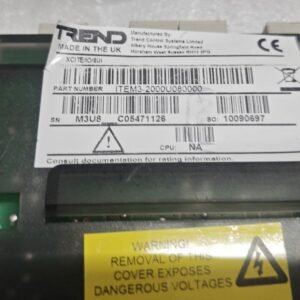 TREND
MADE IN THE UK
Manufactured By:
Trend Control Systems Limited
Albery House Springfield Road
Horsham West Sussex RH12 2PQ
CE
XCITE/IO/8UI
PART NUMBER ITEM3-2000U080000
SN M3U8 C05471126 SO: 10090697
CPU: NA
Consult documentation for rating information.
WARNING!
REMOVAL OF THIS
COVER EXPOSES
DANGEROUS VOLTAGES